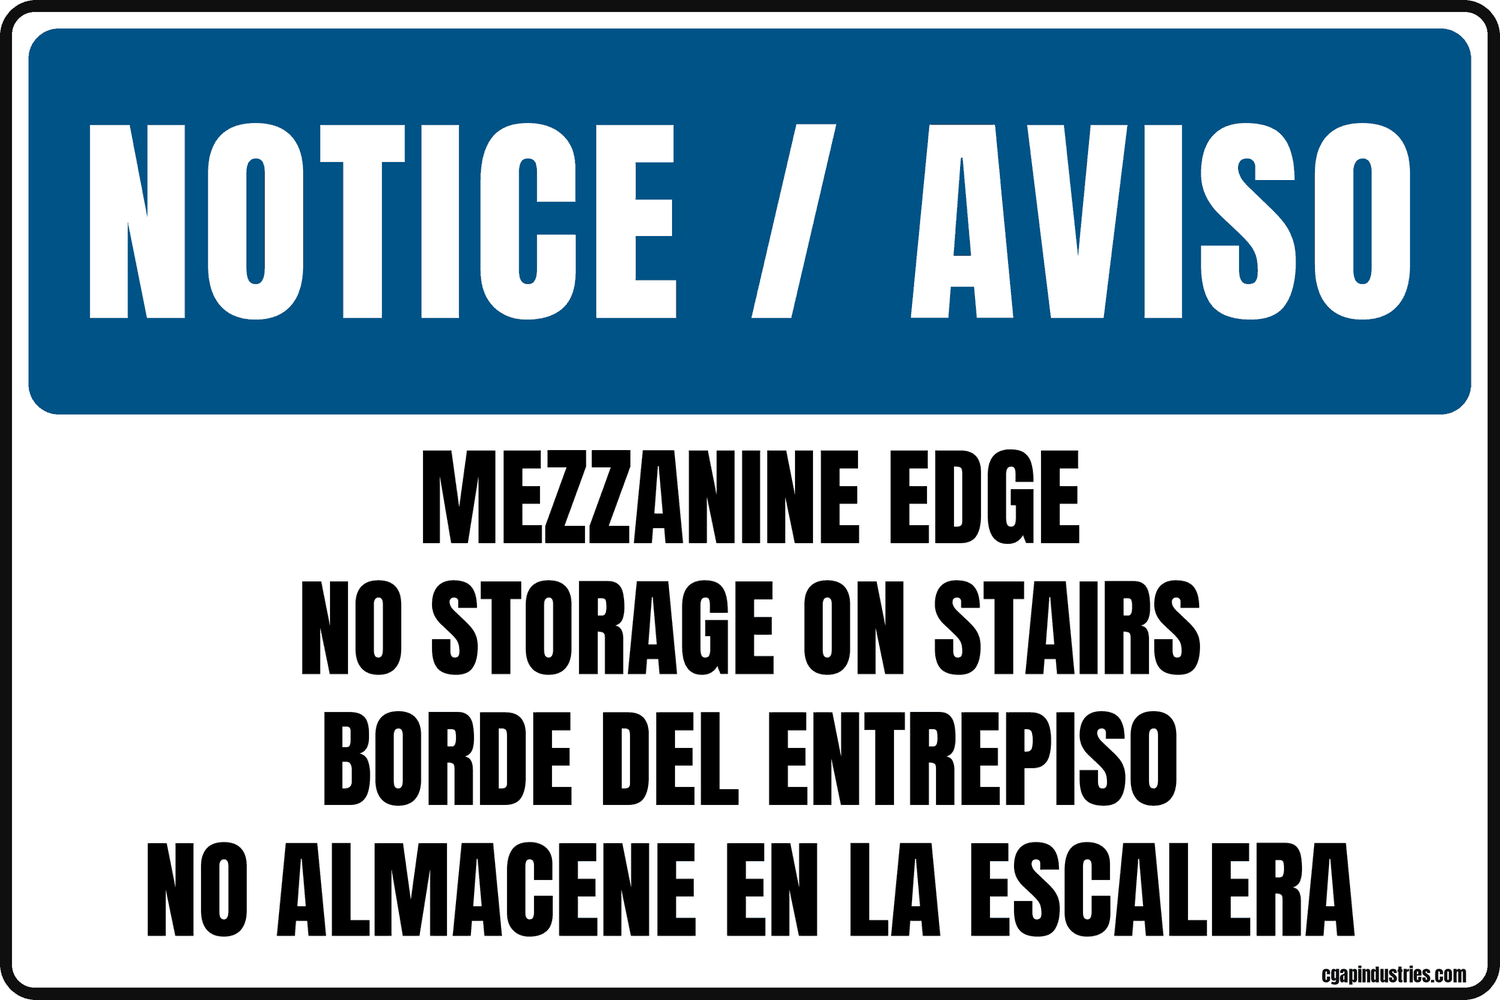 NOTICE / AVISO
MEZZANINE EDGE
NO STORAGE ON STAIRS
BORDE DEL ENTREPISO
NO ALMACENE EN LA ESCALERA
cgapindustries.com